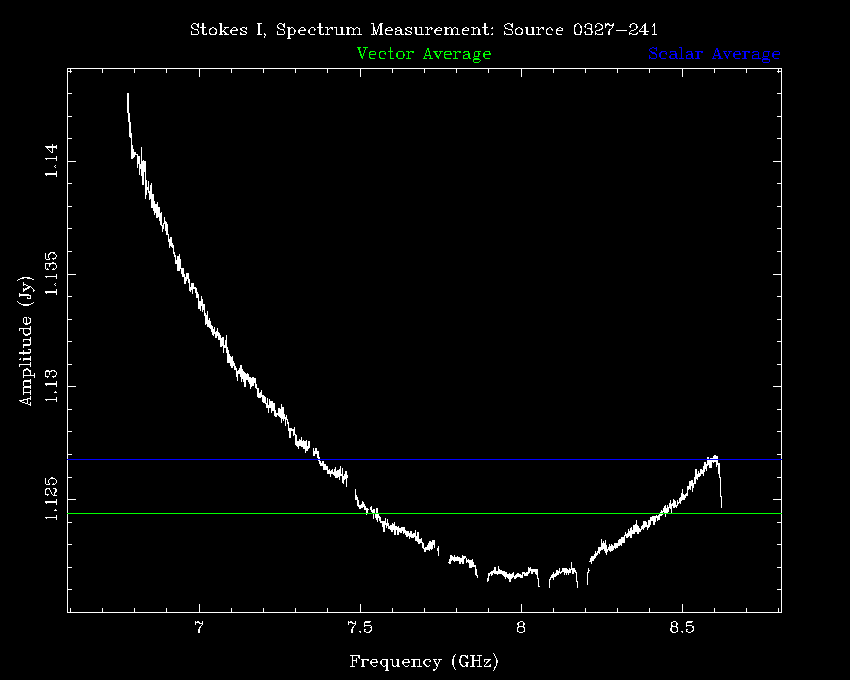 Stokes I, Spectrum Measurement: Source 0327−241
Vector Average
Scalar Average
1.14
1.135
1.13
1.125
Amplitude (Jy)
7
7.5
8
8.5
Frequency (GHz)